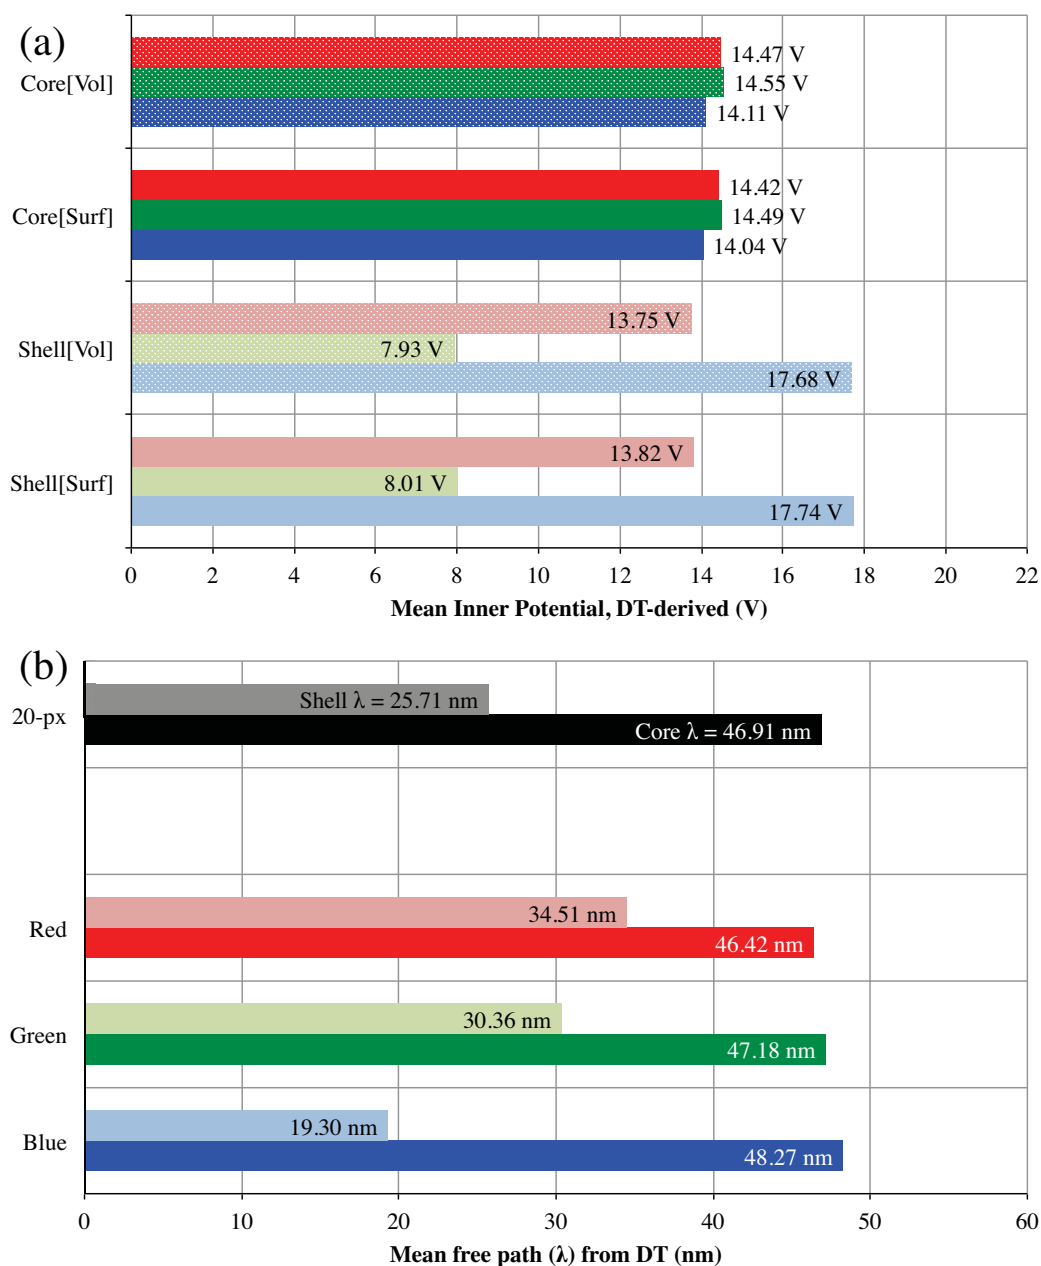 (a)
Core[Vol]
14.47 V
14.55 V
14.11 V
Core[Surf]
14.42 V
14.49 V
14.04 V
Shell[Vol]
13.75 V
7.93 V
17.68 V
Shell[Surf]
13.82 V
8.01 V
17.74 V
0 2 4 6 8 10 12 14 16 18 20 22
Mean Inner Potential, DT-derived (V)
(b)
20-px
Shell λ = 25.71 nm
Core λ = 46.91 nm
Red
34.51 nm
46.42 nm
Green
30.36 nm
47.18 nm
Blue
19.30 nm
48.27 nm
0 10 20 30 40 50 60
Mean free path (λ) from DT (nm)